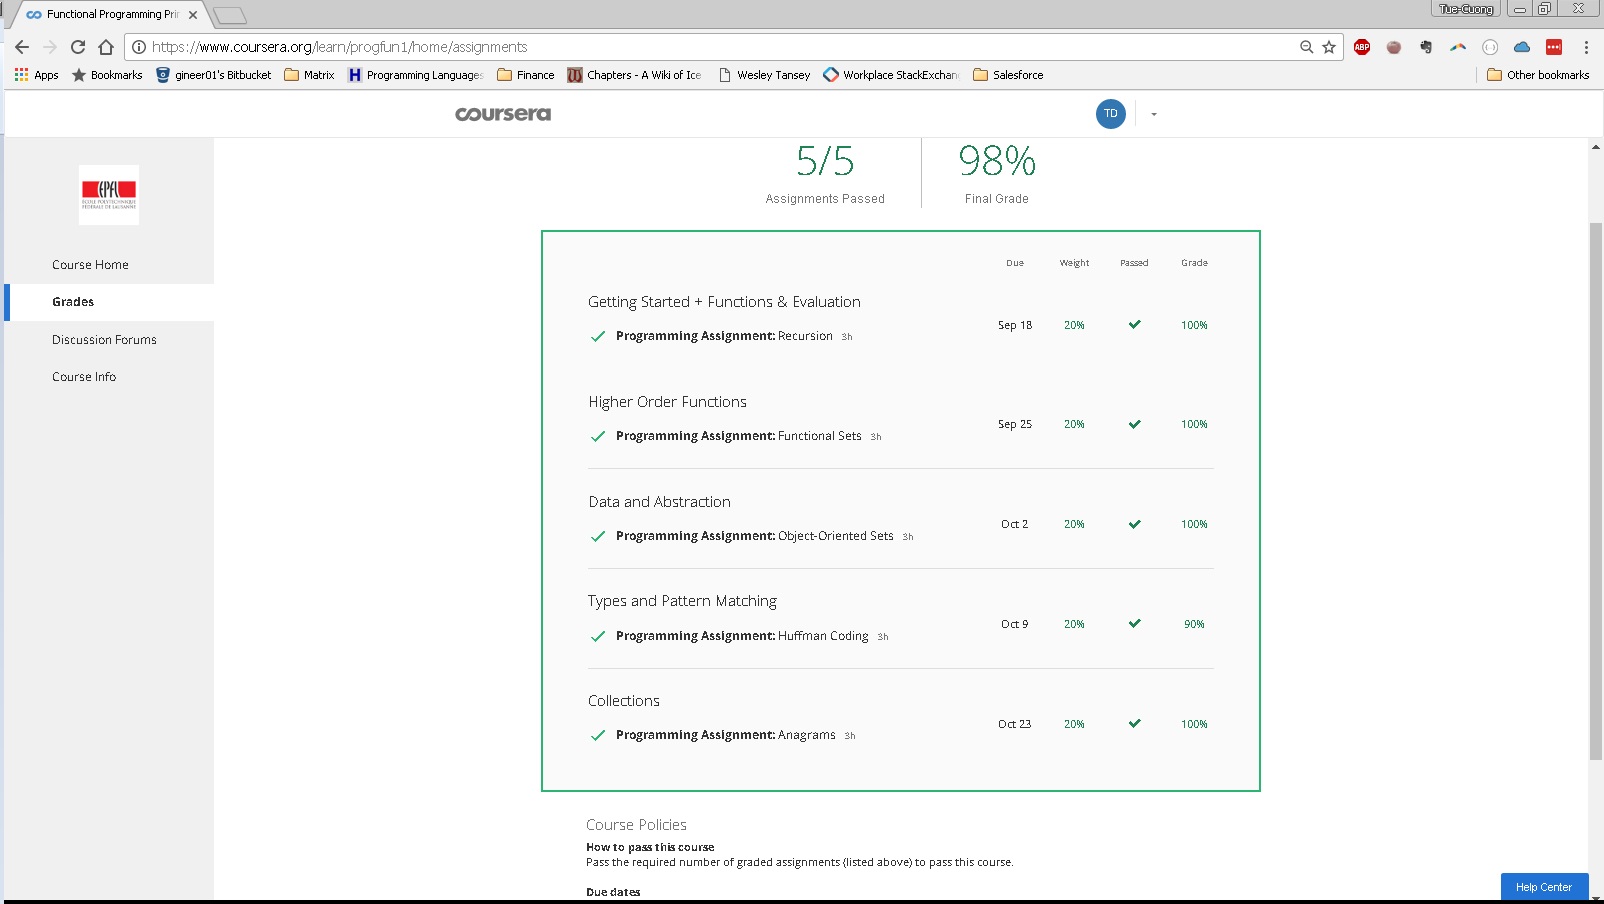 Functional Programming Prin
Tue-Cuong
https://www.coursera.org/learn/progfun1/home/assignments
ABP
Apps Bookmarks gineer01's Bitbucket Matrix Programming Languages Finance Chapters - A Wiki of Ice Wesley Tansey Workplace StackExchan Salesforce Other bookmarks
coursera
TD
EPFL
ÉCOLE POLYTECHNIQUE
FÉDÉRALE DE LAUSANNE
Course Home
Grades
Discussion Forums
Course Info
5/5 98%
Assignments Passed Final Grade
Due Weight Passed Grade
Getting Started + Functions & Evaluation
Programming Assignment: Recursion 3h Sep 18 20% 100%
Higher Order Functions
Programming Assignment: Functional Sets 3h Sep 25 20% 100%
Data and Abstraction
Programming Assignment: Object-Oriented Sets 3h Oct 2 20% 100%
Types and Pattern Matching
Programming Assignment: Huffman Coding 3h Oct 9 20% 90%
Collections
Programming Assignment: Anagrams 3h Oct 23 20% 100%
Course Policies
How to pass this course
Pass the required number of graded assignments (listed above) to pass this course.
Due dates
Help Center